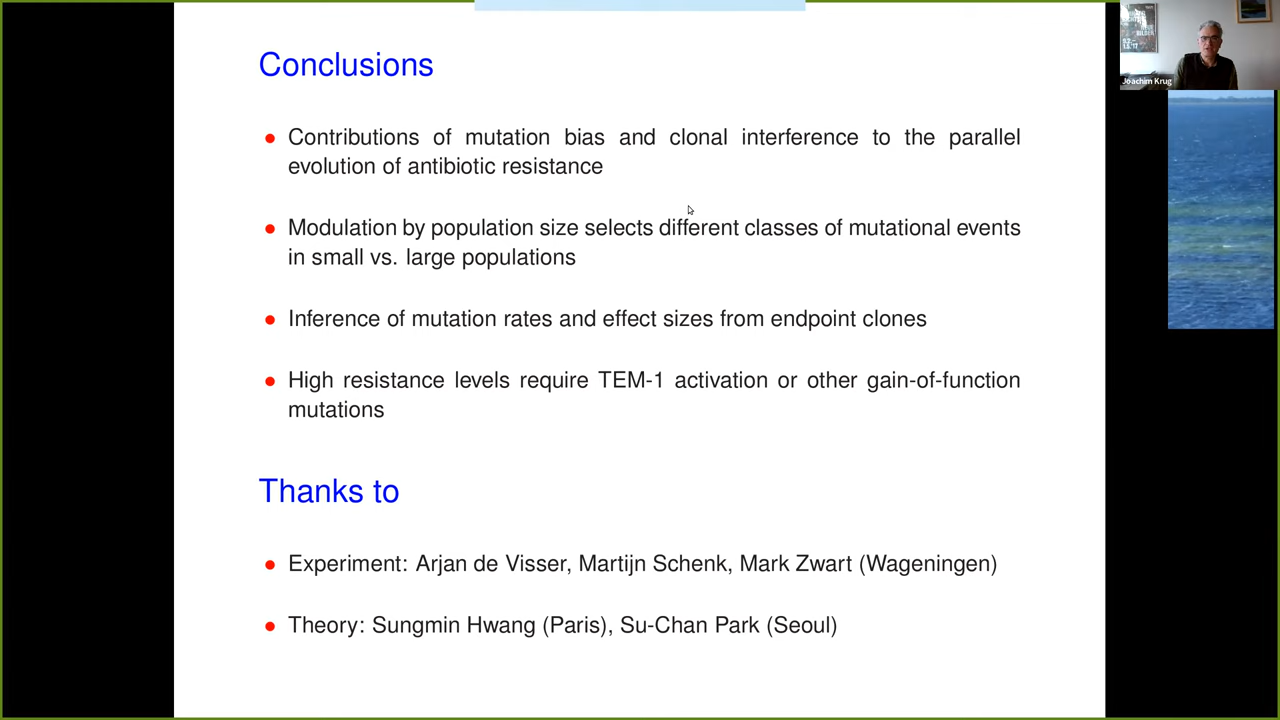 Conclusions
Contributions of mutation bias and clonal interference to the parallel
evolution of antibiotic resistance
Modulation by population size selects different classes of mutational events
in small vs. large populations
Inference of mutation rates and effect sizes from endpoint clones
High resistance levels require TEM-1 activation or other gain-of-function
mutations
Thanks to
Experiment: Arjan de Visser, Martijn Schenk, Mark Zwart (Wageningen)
Theory: Sungmin Hwang (Paris), Su-Chan Park (Seoul)
Joachim Krug